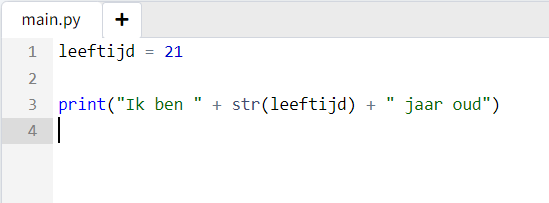 main.py +
1 leeftijd = 21
2
3 print("Ik ben " + str(leeftijd) + " jaar oud")
4